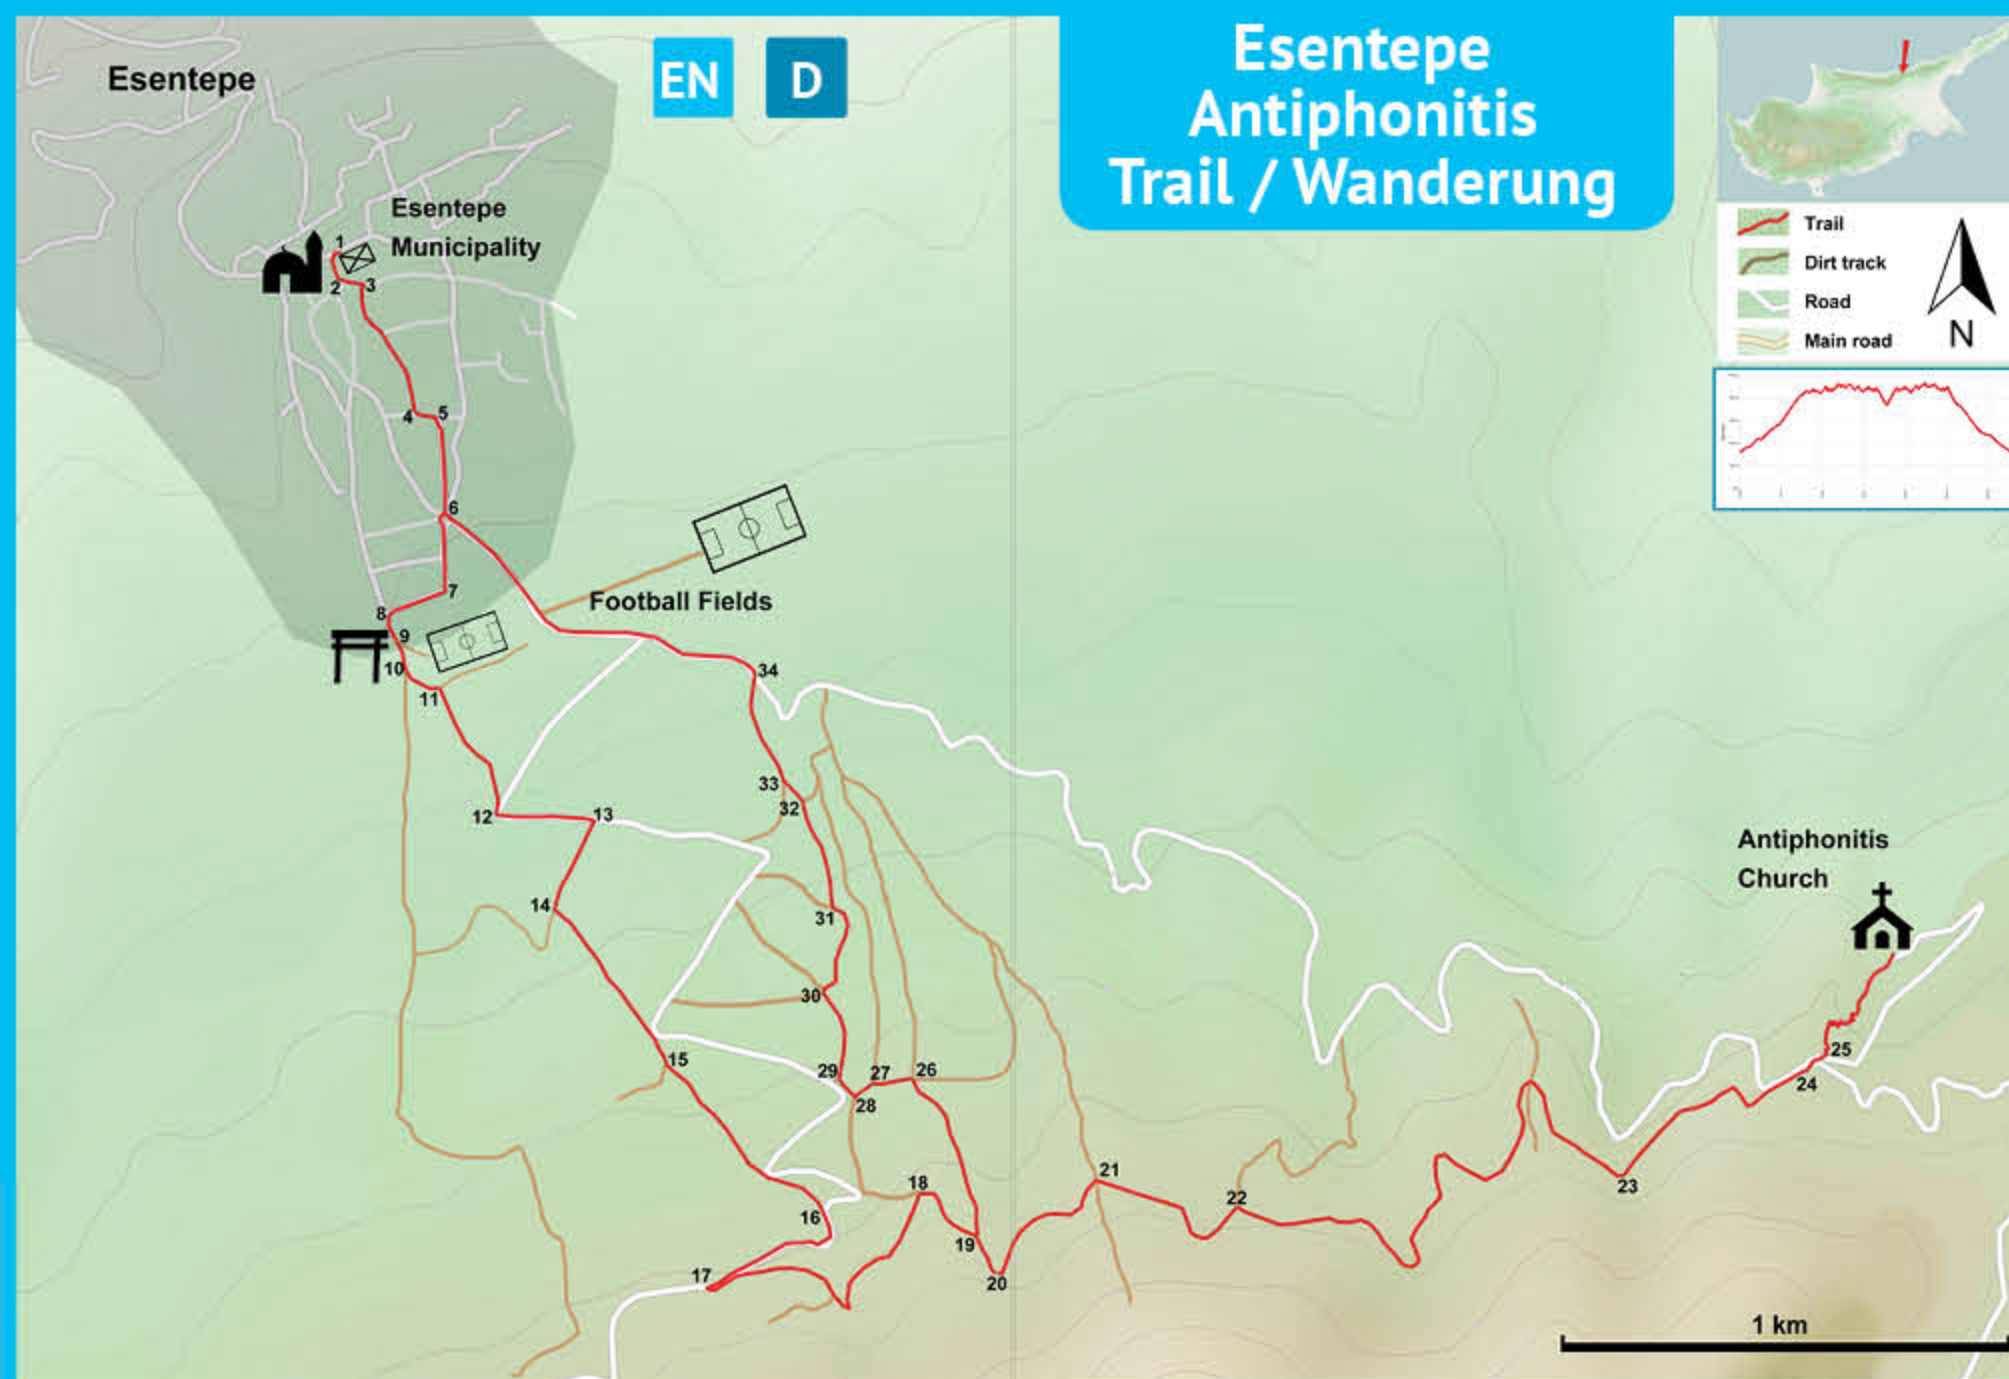 Esentepe
EN
D
Esentepe
Antiphonitis
Trail / Wanderung
Trail
Dirt track
Road
Main road
N
Esentepe
Municipality
1
2
3
4
5
6
7
8
9
10
11
Football Fields
34
33
32
12
13
14
31
30
15
29
27
26
28
16
17
18
19
20
21
22
23
24
25
Antiphonitis
Church
1 km